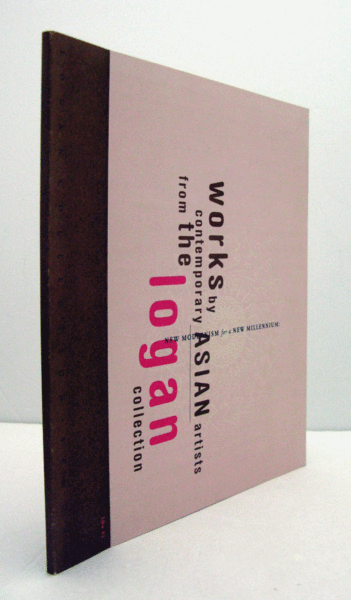 NEW MODERNISM for a NEW MILLENNIUM:
works by
contemporary ASIAN artists
from the
logan
collection